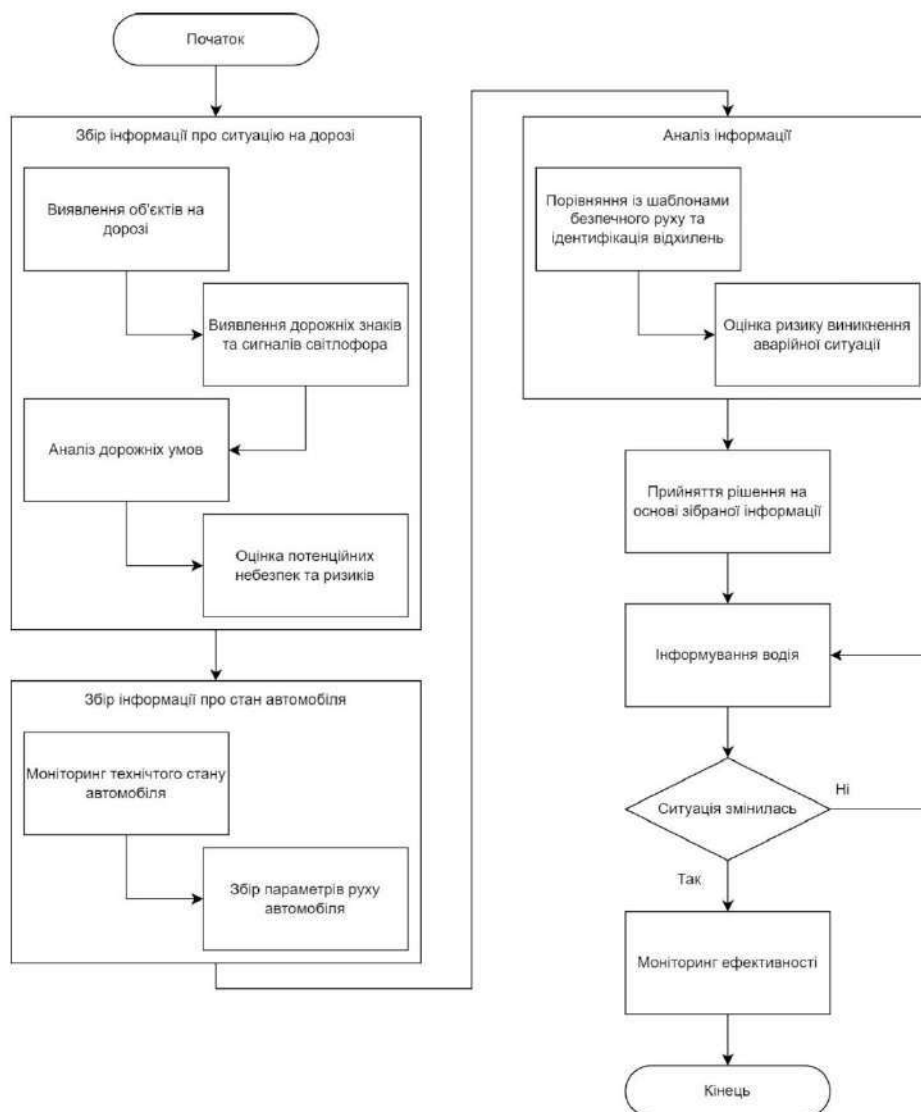 Початок
Збір інформації про ситуацію на дорозі
Виявлення об'єктів на
дорозі
Виявлення дорожніх знаків
та сигналів світлофора
Аналіз дорожніх умов
Оцінка потенційних
небезпек та ризиків
Збір інформації про стан автомобіля
Моніторинг технічтого стану
автомобіля
Збір параметрів руху
автомобіля
Аналіз інформації
Порівняння із шаблонами
безпечного руху та
ідентифікація відхилень
Оцінка ризику виникнення
аварійної ситуації
Прийняття рішення на
основі зібраної інформації
Інформування водія
Ситуація змінилась
Ні
Так
Моніторинг ефективності
Кінець